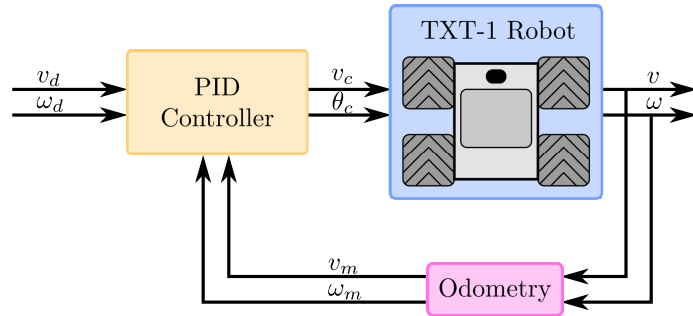 TXT-1 Robot
PID
Controller
v_d
ω_d
v_c
θ_c
v
ω
v_m
ω_m
Odometry